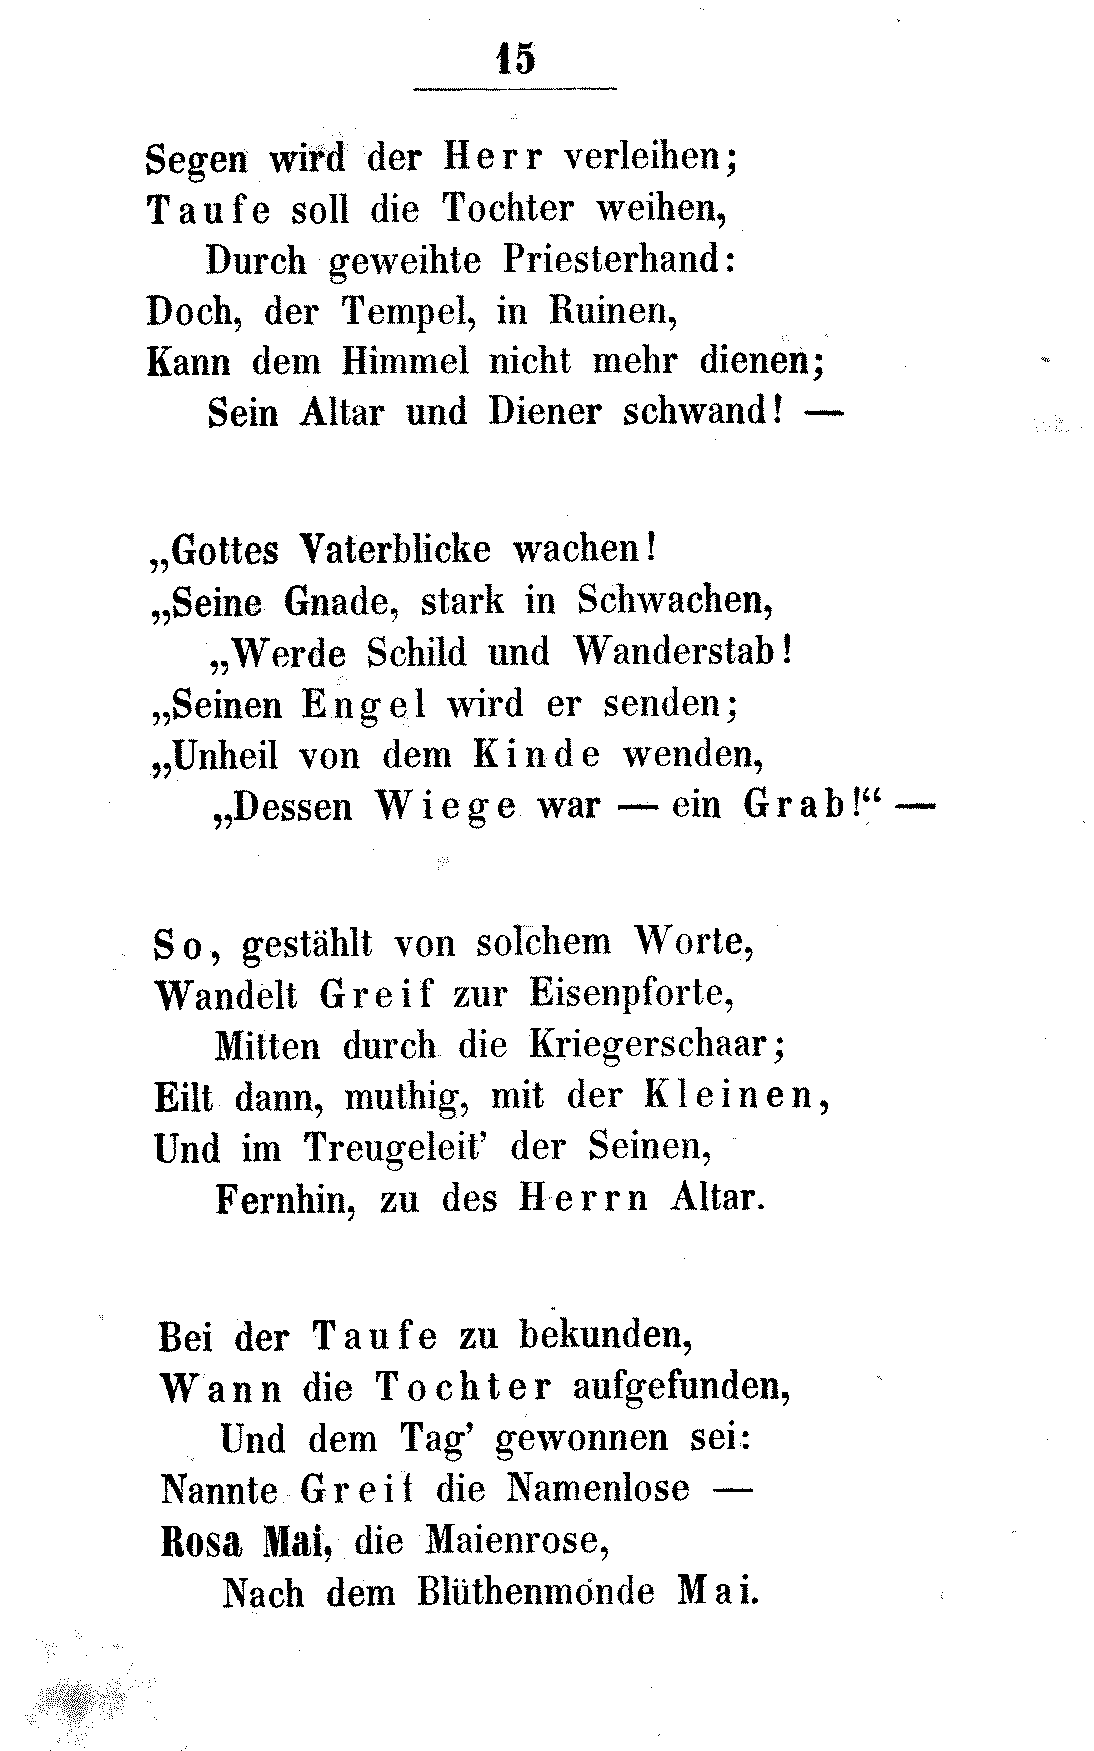 15
Segen wird der Herr verleihen;
Taufe soll die Tochter weihen,
Durch geweihte Priesterhand:
Doch, der Tempel, in Ruinen,
Kann dem Himmel nicht mehr dienen;
Sein Altar und Diener schwand! —
„Gottes Vaterblicke wachen!
„Seine Gnade, stark in Schwachen,
„Werde Schild und Wanderstab!
„Seinen Engel wird er senden;
„Unheil von dem Kinde wenden,
„Dessen Wiege war — ein Grab!“ —
So, gestählt von solchem Worte,
Wandelt Greif zur Eisenpforte,
Mitten durch die Kriegerschaar;
Eilt dann, muthig, mit der Kleinen,
Und im Treugeleit’ der Seinen,
Fernhin, zu des Herrn Altar.
Bei der Taufe zu bekunden,
Wann die Tochter aufgefunden,
Und dem Tag’ gewonnen sei:
Nannte Greif die Namenlose —
Rosa Mai, die Maienrose,
Nach dem Blüthenmonde Mai.